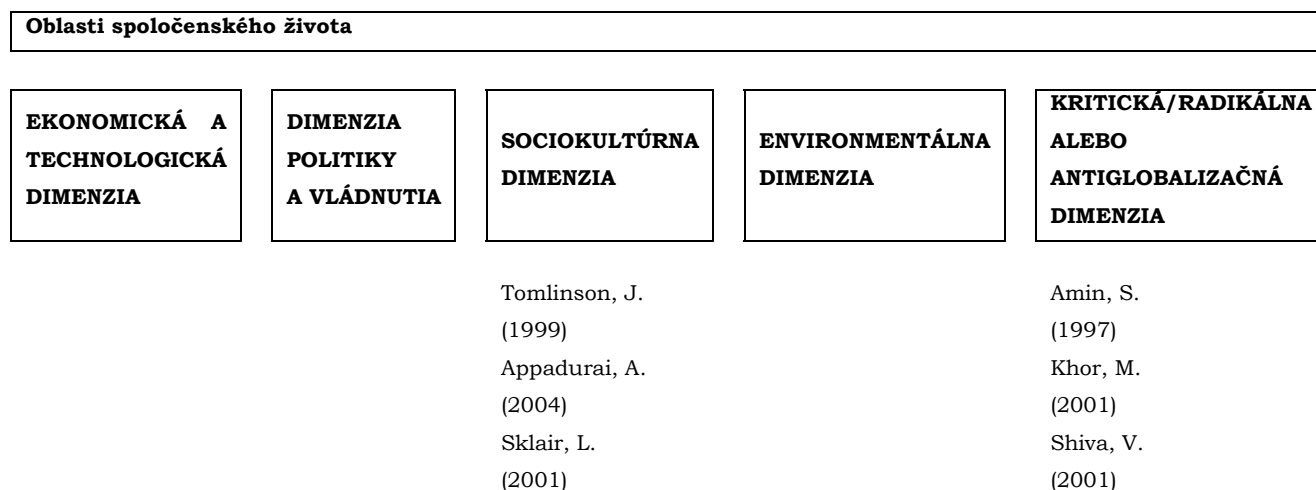 Oblasti spoločenského života
EKONOMICKÁ A
TECHNOLOGICKÁ
DIMENZIA
DIMENZIA
POLITIKY
A VLÁDNUTIA
SOCIOKULTÚRNA
DIMENZIA
ENVIRONMENTÁLNA
DIMENZIA
KRITICKÁ/RADIKÁLNA
ALEBO
ANTIGLOBALIZAČNÁ
DIMENZIA
Tomlinson, J.
(1999)
Appadurai, A.
(2004)
Sklair, L.
(2001)
Amin, S.
(1997)
Khor, M.
(2001)
Shiva, V.
(2001)